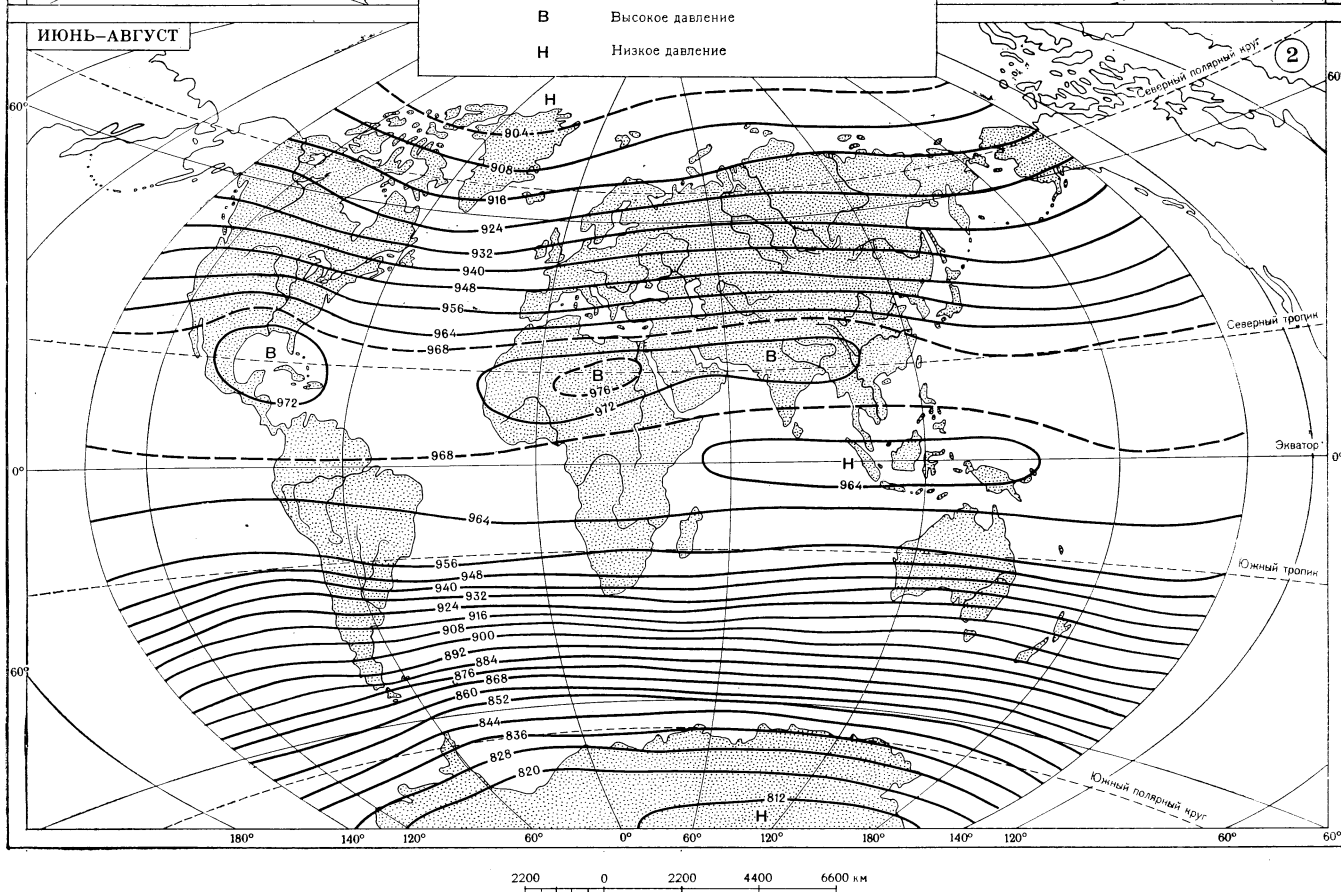 В Высокое давление
Н Низкое давление
ИЮНЬ–АВГУСТ
2
Северный полярный круг
60°
60°
Н
904
908
916
924
932
940
948
956
964
968
Северный тропик
В
972
В
976
972
В
968
Экватор
0°
0°
Н
964
964
956
948
940
932
924
916
908
900
892
884
876
868
860
852
844
836
828
820
812
Н
Южный тропик
60°
Южный полярный круг
180° 140° 60° 0° 60° 120° 180° 140° 120° 60° 60°
2200 0 2200 4400 6600 км